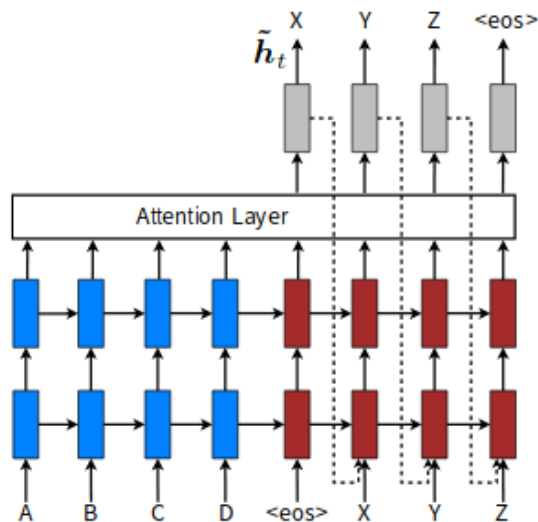 X Y Z <eos>
h̃t
Attention Layer
A B C D <eos> X Y Z